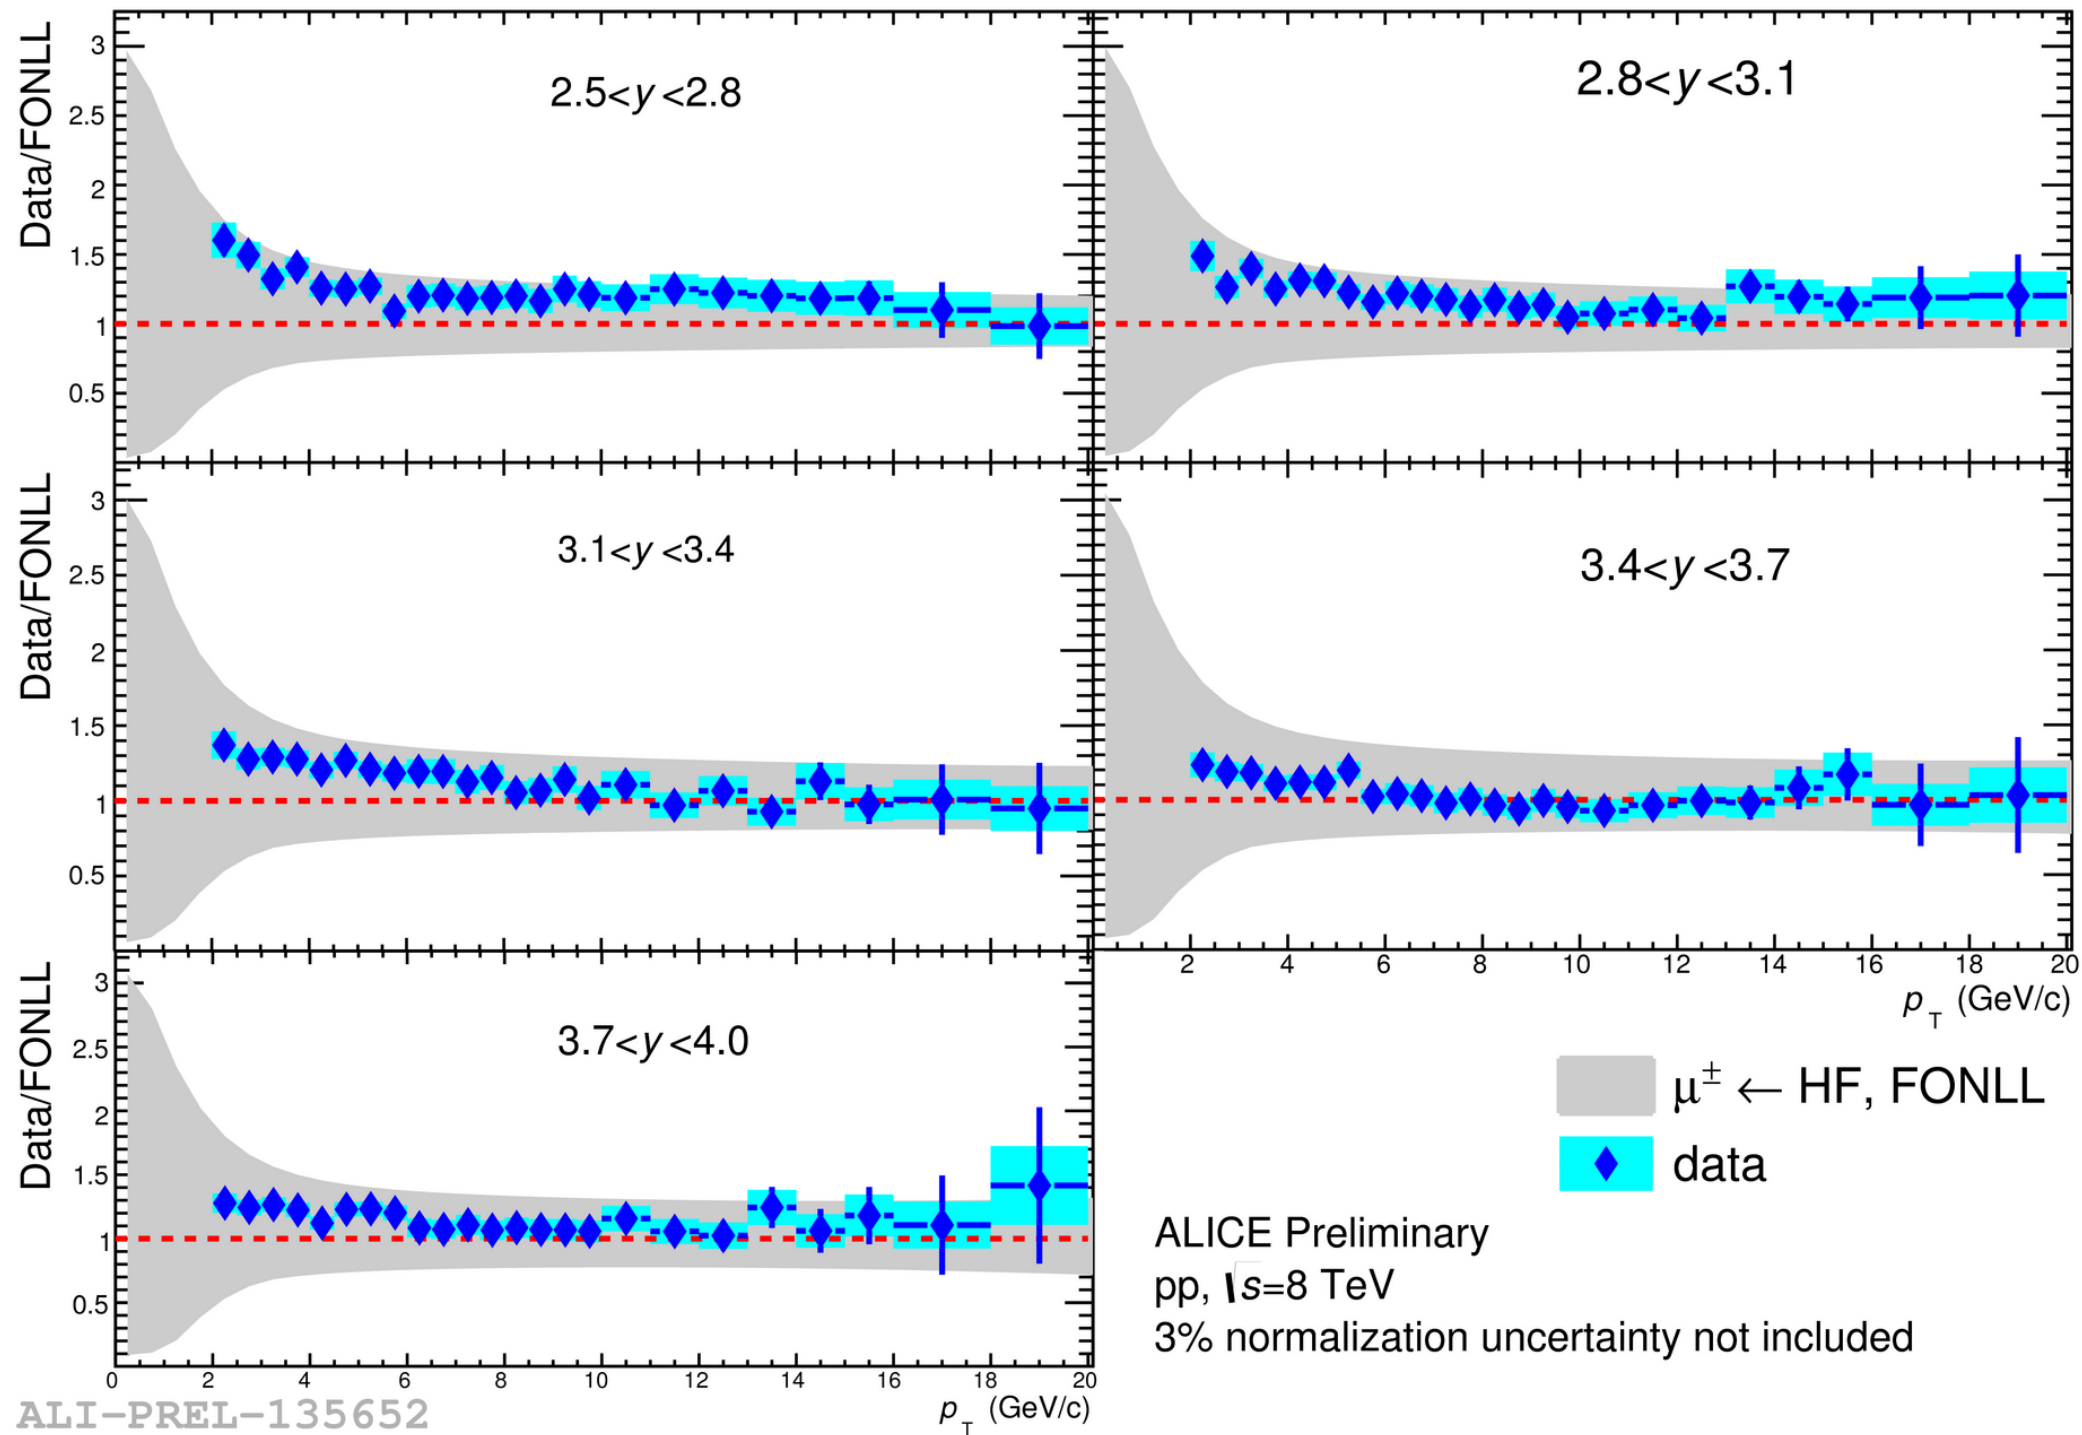 Data/FONLL
3
2.5
2
1.5
1
0.5
2.5<y<2.8
2.8<y<3.1
Data/FONLL
3
2.5
2
1.5
1
0.5
3.1<y<3.4
3.4<y<3.7
2 4 6 8 10 12 14 16 18 20
p_T (GeV/c)
Data/FONLL
3
2.5
2
1.5
1
0.5
3.7<y<4.0
0 2 4 6 8 10 12 14 16 18 20
p_T (GeV/c)
μ± ← HF, FONLL
data
ALICE Preliminary
pp, √s=8 TeV
3% normalization uncertainty not included
ALI-PREL-135652